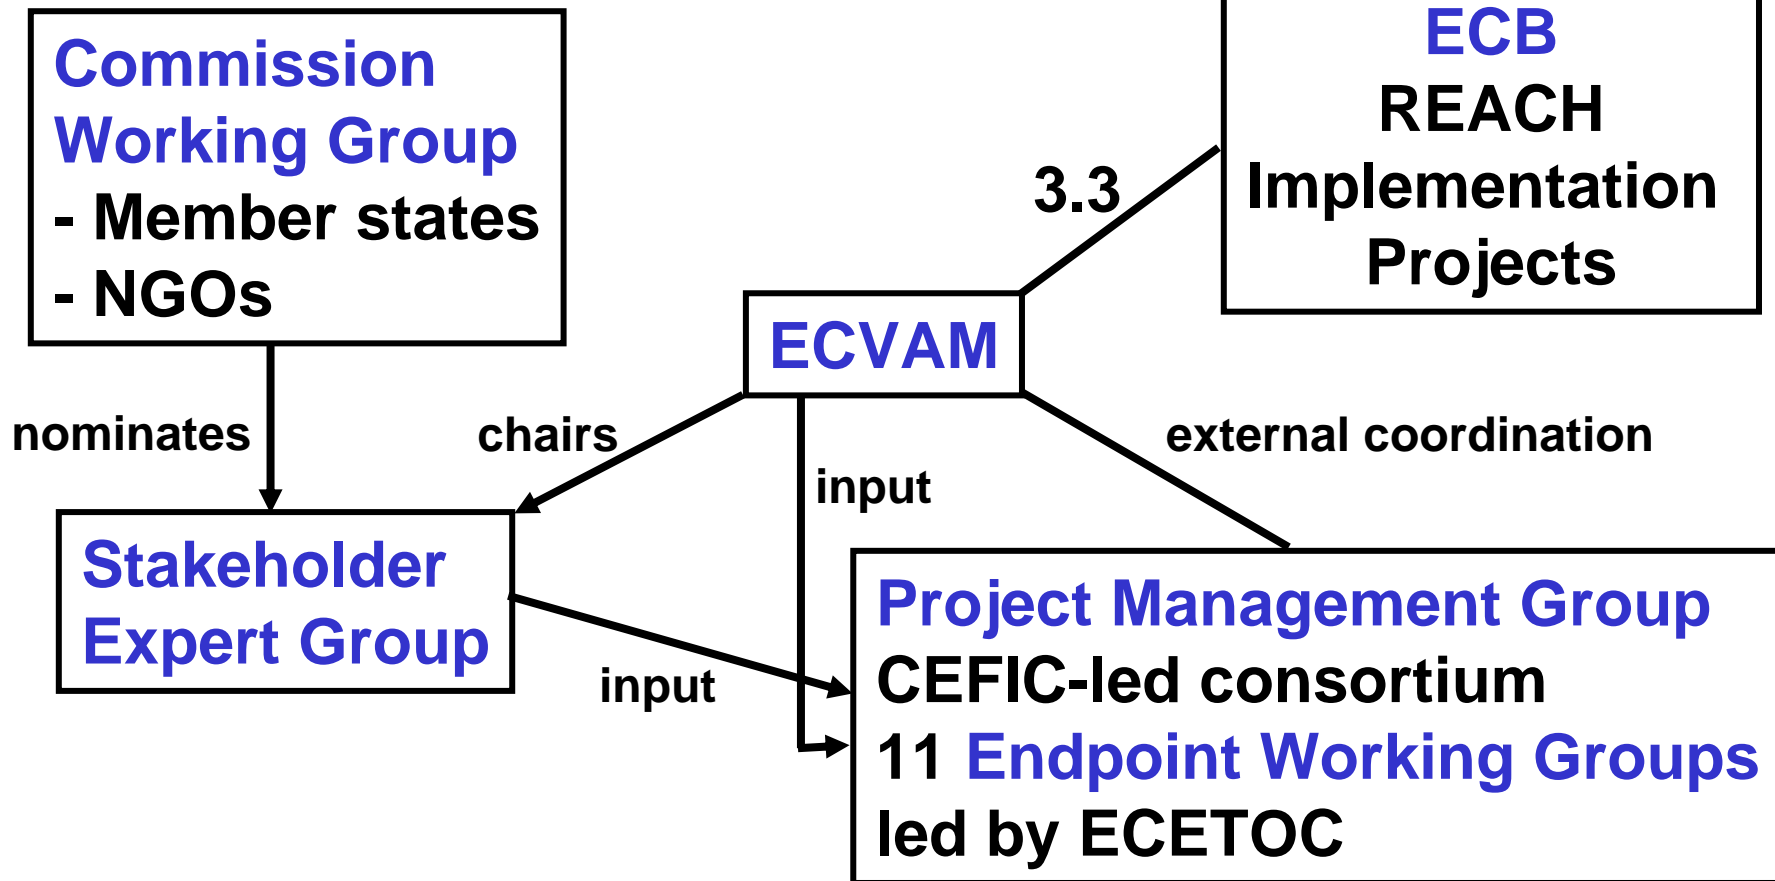 Commission
Working Group
- Member states
- NGOs
ECB
REACH
Implementation
Projects
3.3
ECVAM
nominates
chairs
input
external coordination
Stakeholder
Expert Group
input
Project Management Group
CEFIC-led consortium
11 Endpoint Working Groups
led by ECETOC